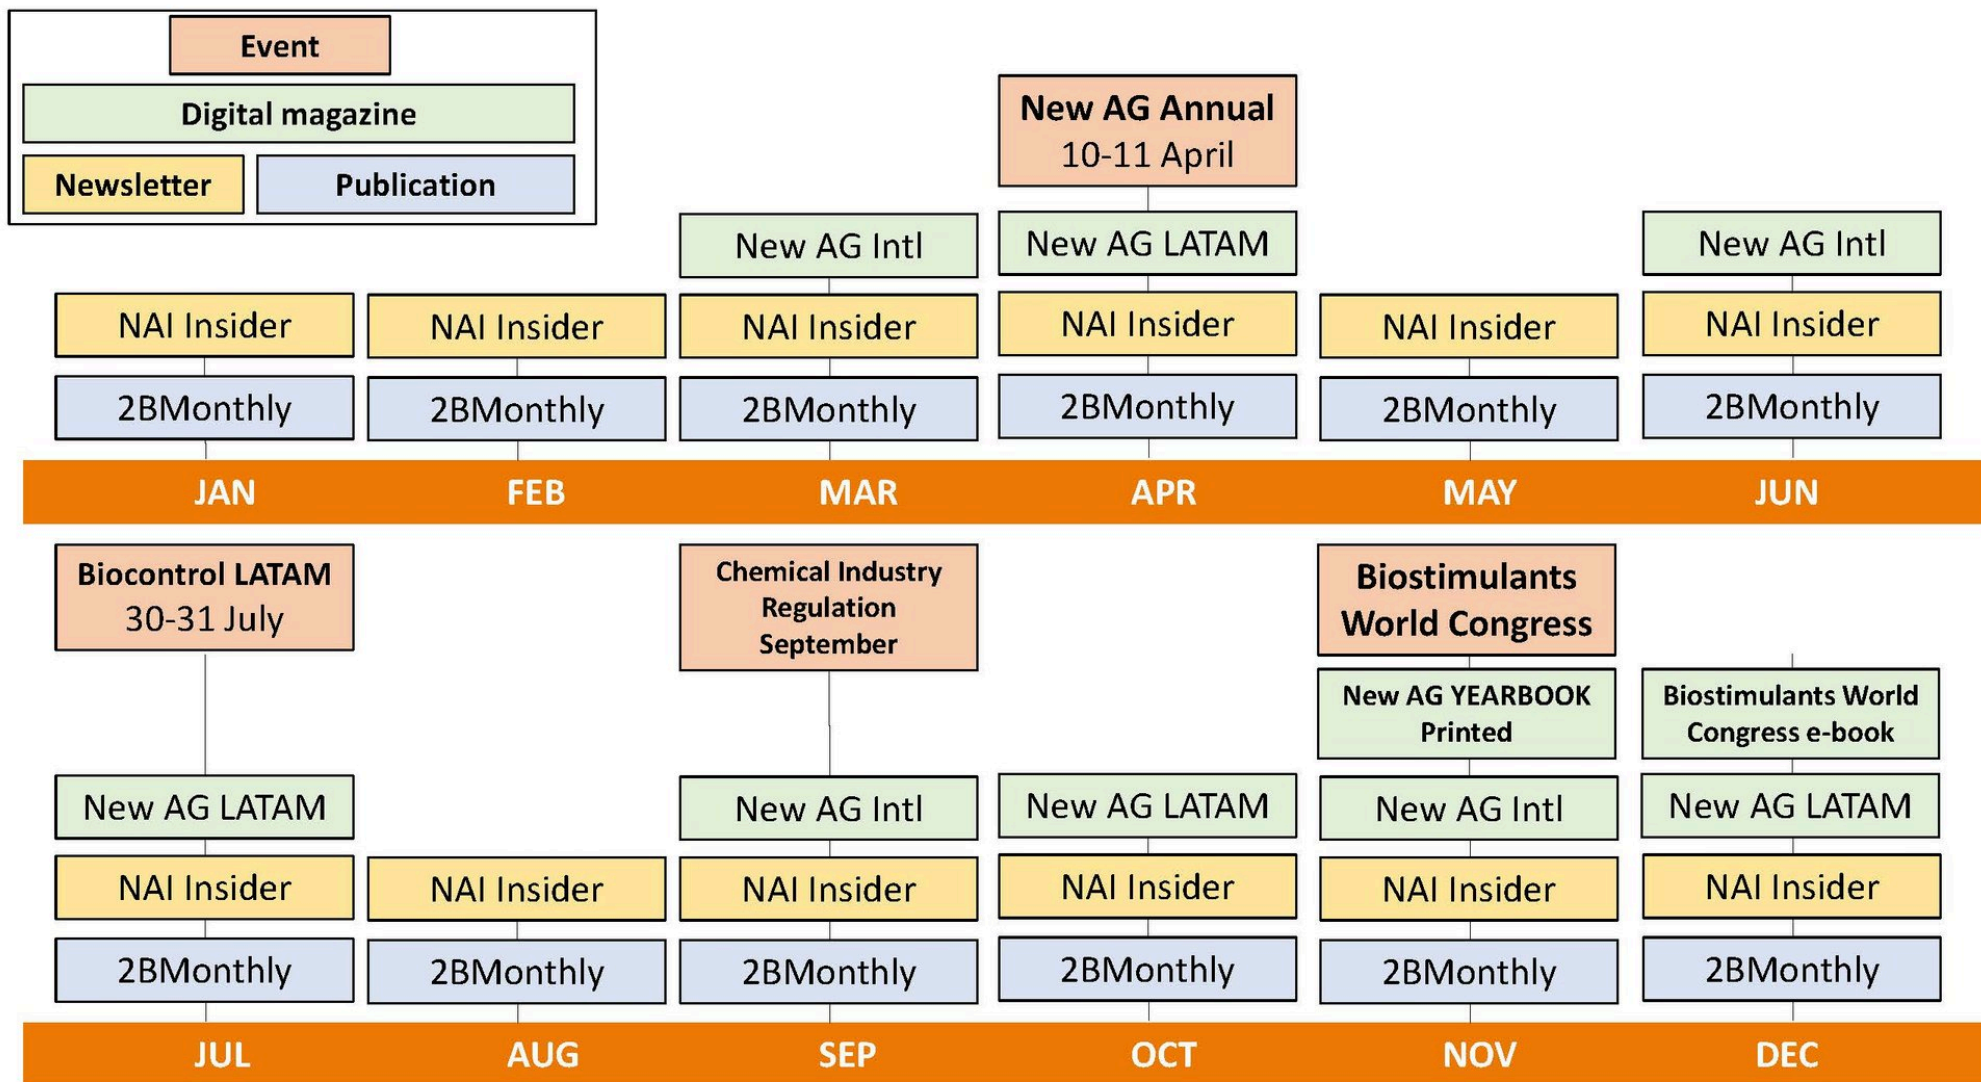 Event
Digital magazine
Newsletter
Publication
New AG Annual
10-11 April
New AG Intl
New AG LATAM
New AG Intl
NAI Insider
NAI Insider
NAI Insider
NAI Insider
NAI Insider
NAI Insider
2BMonthly
2BMonthly
2BMonthly
2BMonthly
2BMonthly
2BMonthly
JAN
FEB
MAR
APR
MAY
JUN
Biocontrol LATAM
30-31 July
Chemical Industry
Regulation
September
Biostimulants
World Congress
New AG YEARBOOK
Printed
Biostimulants World
Congress e-book
New AG LATAM
New AG Intl
New AG LATAM
New AG Intl
New AG LATAM
NAI Insider
NAI Insider
NAI Insider
NAI Insider
NAI Insider
NAI Insider
2BMonthly
2BMonthly
2BMonthly
2BMonthly
2BMonthly
2BMonthly
JUL
AUG
SEP
OCT
NOV
DEC